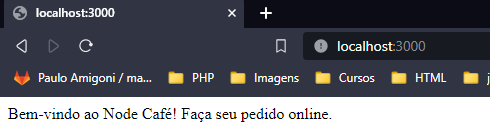 localhost:3000
localhost:3000
Paulo Amigoni / ma... PHP Imagens Cursos HTML
Bem-vindo ao Node Café! Faça seu pedido online.